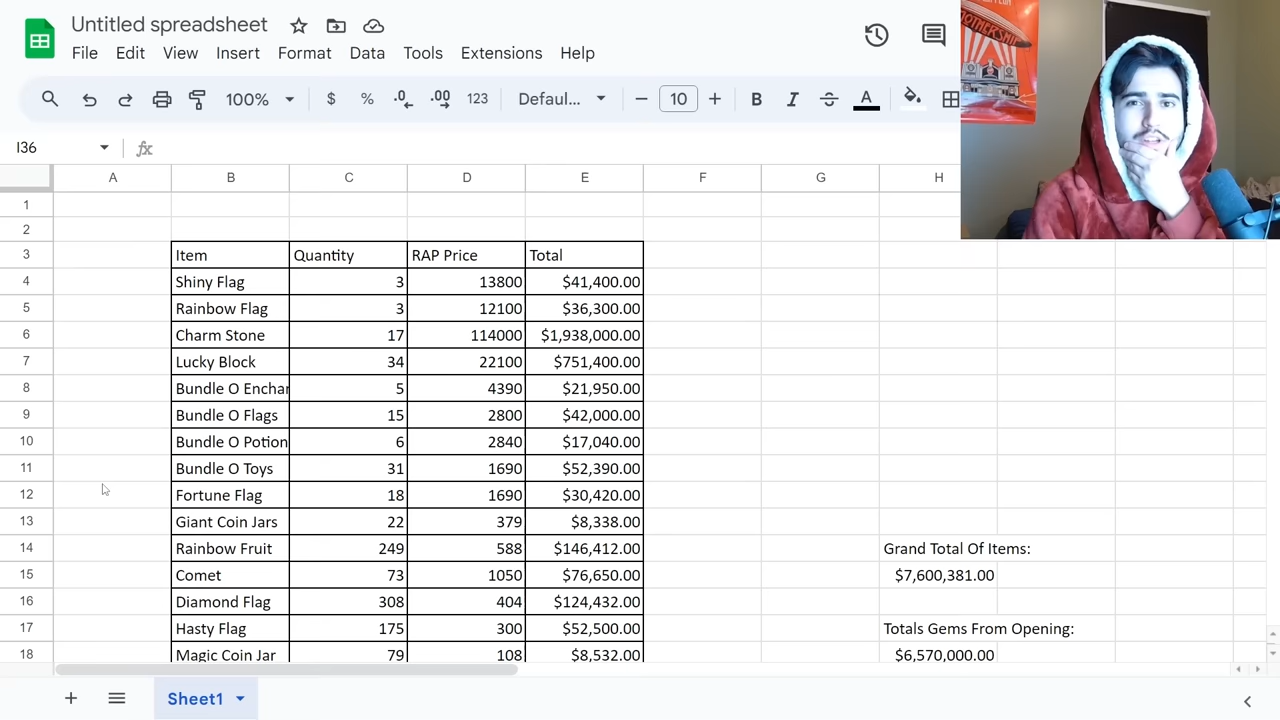 Untitled spreadsheet
File Edit View Insert Format Data Tools Extensions Help
100% $ % .0 .00 123 Defaul... 10 B I A
MOTHERSHIP
I36 fx
A B C D E F G H
1
2
3 Item Quantity RAP Price Total
4 Shiny Flag 3 13800 $41,400.00
5 Rainbow Flag 3 12100 $36,300.00
6 Charm Stone 17 114000 $1,938,000.00
7 Lucky Block 34 22100 $751,400.00
8 Bundle O Enchar 5 4390 $21,950.00
9 Bundle O Flags 15 2800 $42,000.00
10 Bundle O Potion 6 2840 $17,040.00
11 Bundle O Toys 31 1690 $52,390.00
12 Fortune Flag 18 1690 $30,420.00
13 Giant Coin Jars 22 379 $8,338.00
14 Rainbow Fruit 249 588 $146,412.00 Grand Total Of Items:
15 Comet 73 1050 $76,650.00 $7,600,381.00
16 Diamond Flag 308 404 $124,432.00
17 Hasty Flag 175 300 $52,500.00 Totals Gems From Opening:
18 Magic Coin Jar 79 108 $8,532.00 $6,570,000.00
Sheet1